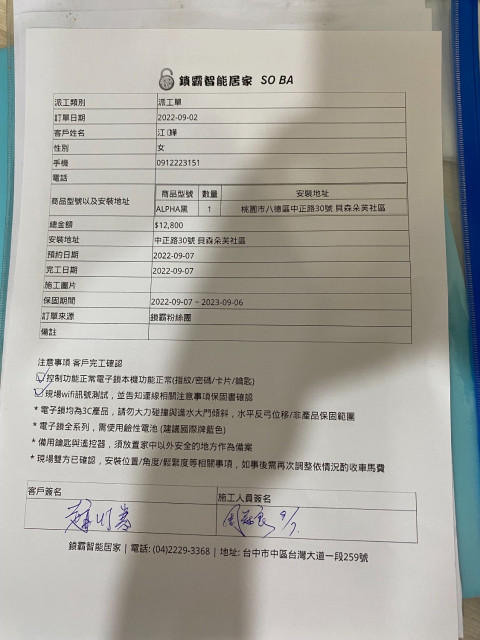 鎖霸智能居家 SO BA
派工類別 派工單
訂單日期 2022-09-02
客戶姓名 江
性別 女
手機 0912223151
電話
商品型號以及安裝地址 商品型號 數量 安裝地址
ALPHA黑 1 桃園市八德區中正路30號 貝森朵芙社區
總金額 $12,800
安裝地址 中正路30號 貝森朵芙社區
預約日期 2022-09-07
完工日期 2022-09-07
施工圖片
保固期間 2022-09-07 ~ 2023-09-06
訂單來源 鎖霸粉絲團
備註
注意事項 客戶完工確認
控制功能正常電子鎖本機功能正常(指紋/密碼/卡片/鑰匙)
現場wifi訊號測試，並告知連線相關注意事項保固書確認
* 電子鎖均為3C產品，請勿大力碰撞與潑水大門傾斜，水平反弓位移/非產品保固範圍
* 電子鎖全系列，需使用鹼性電池 (建議國際牌藍色)
* 備用鑰匙與遙控器，須放置家中以外安全的地方作為備案
* 現場雙方已確認，安裝位置/角度/鬆緊度等相關事項，如事後需再次調整依情況酌收車馬費
客戶簽名 施工人員簽名
9/7
鎖霸智能居家 | 電話: (04)2229-3368 | 地址: 台中市中區台灣大道一段259號